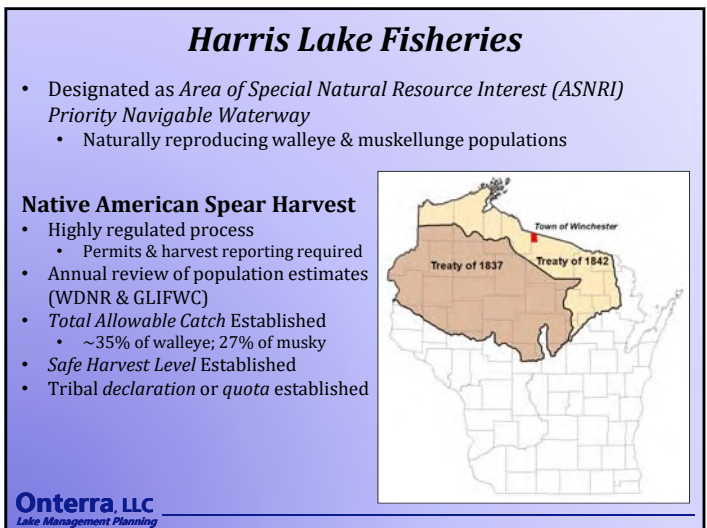 Harris Lake Fisheries
• Designated as Area of Special Natural Resource Interest (ASNRI)
Priority Navigable Waterway
• Naturally reproducing walleye & muskellunge populations
Native American Spear Harvest
• Highly regulated process
• Permits & harvest reporting required
• Annual review of population estimates
(WDNR & GLIFWC)
• Total Allowable Catch Established
• ~35% of walleye; 27% of musky
• Safe Harvest Level Established
• Tribal declaration or quota established
Town of Winchester
Treaty of 1837
Treaty of 1842
Onterra, LLC
Lake Management Planning